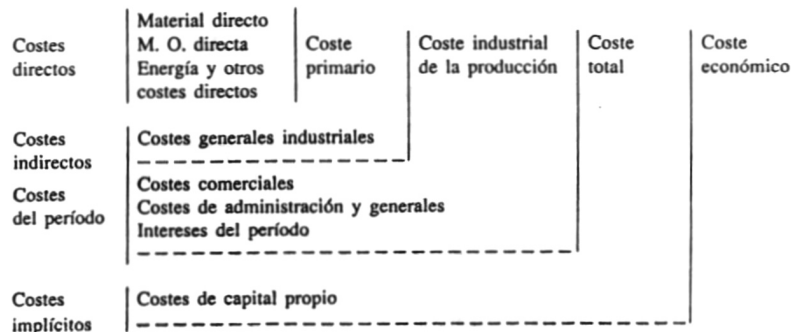 Costes directos
Material directo
M. O. directa
Energía y otros
costes directos
Coste
primario
Coste industrial
de la producción
Coste
total
Coste
económico
Costes
indirectos
Costes generales industriales
Costes
del período
Costes comerciales
Costes de administración y generales
Intereses del período
Costes
implícitos
Costes de capital propio